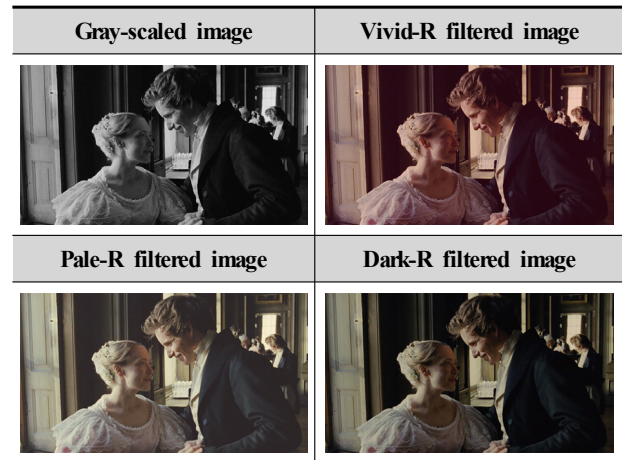 Gray-scaled image
Vivid-R filtered image
Pale-R filtered image
Dark-R filtered image